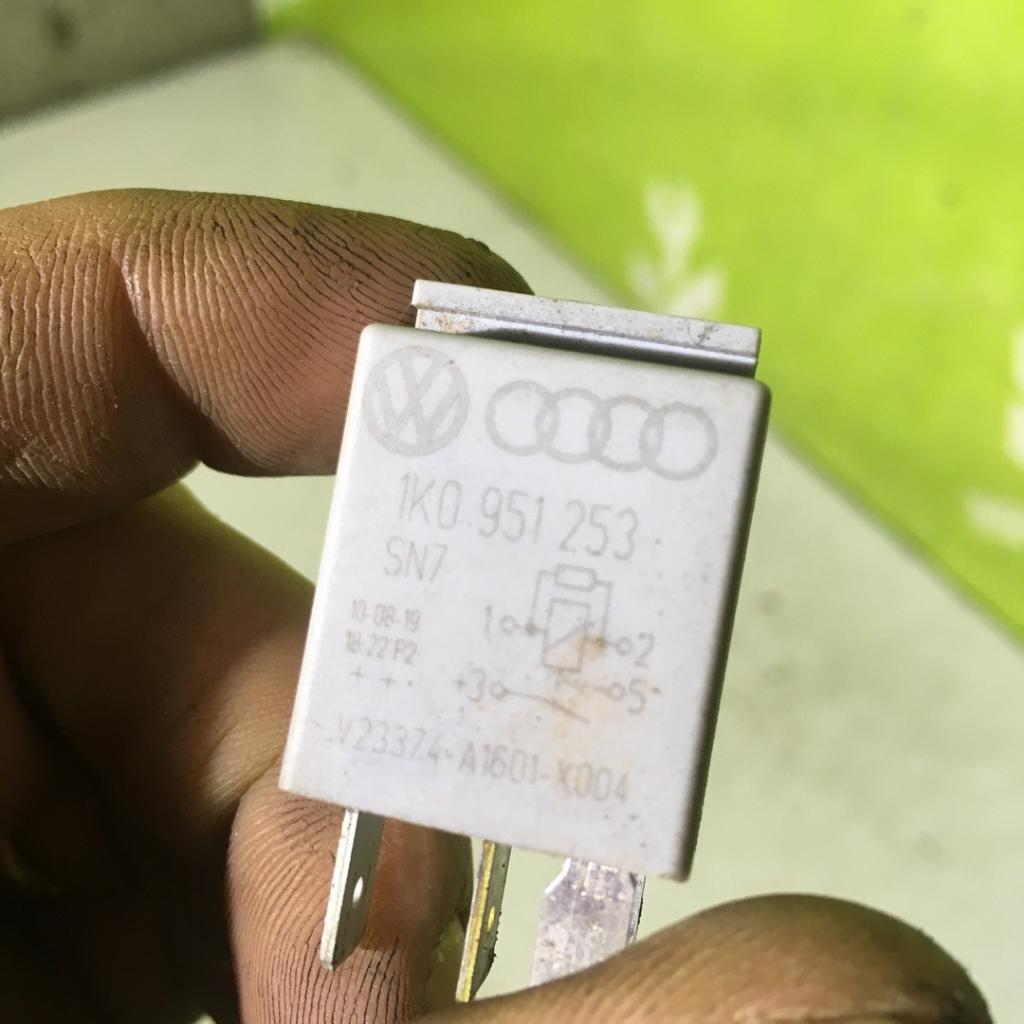 1K0 951 253
SN7
10-08-19
18:22 P2
1
2
+3
5
V23374-A1601-X004